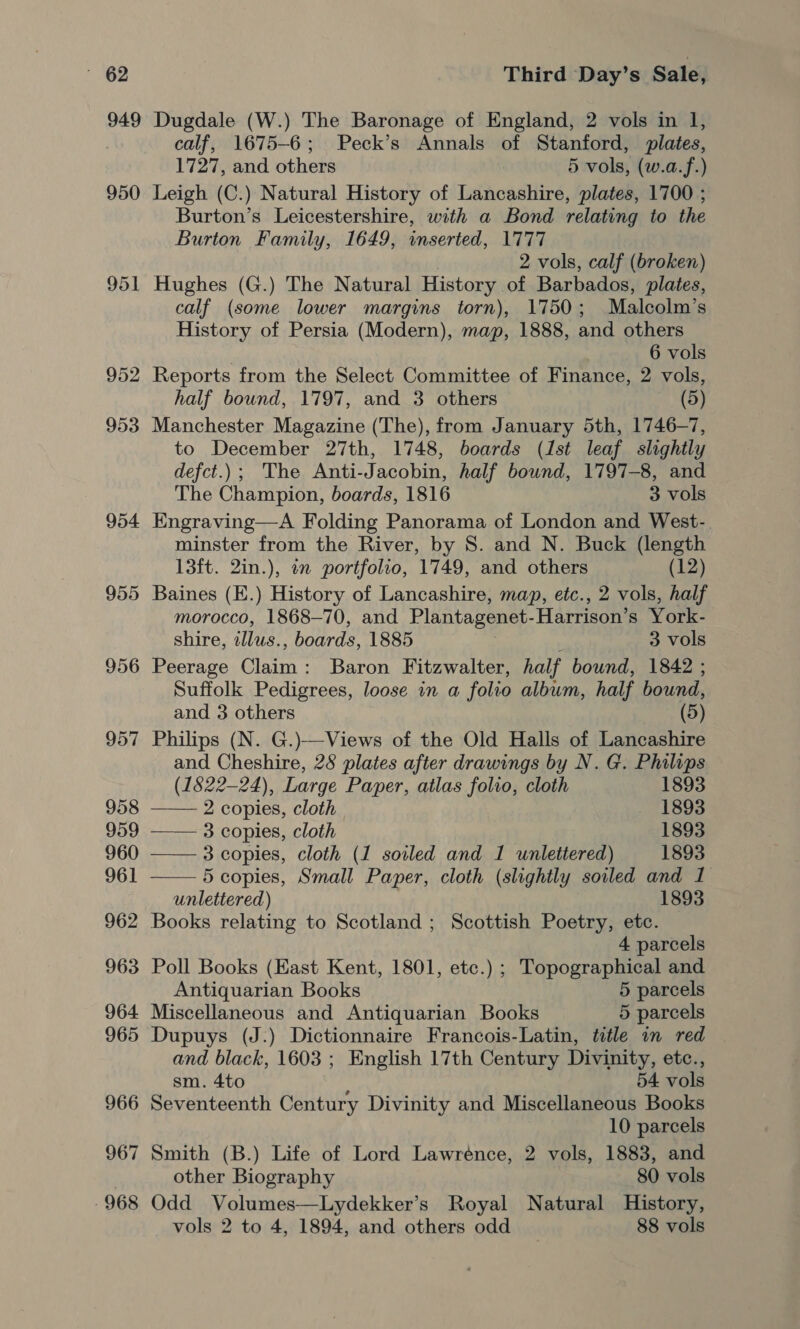 62 Third Day’s Sale,
949 Dugdale (W.) The Baronage of England, 2 vols in 1,
calf, 1675–6; Peck’s Annals of Stanford, plates,
1727, and others 5 vols, (w.a.f.)
950 Leigh (C.) Natural History of Lancashire, plates, 1700 ;
Burton’s Leicestershire, with a Bond relating to the
Burton Family, 1649, inserted, 1777
2 vols, calf (broken)
951 Hughes (G.) The Natural History of Barbados, plates,
calf (some lower margins torn), 1750; Malcolm’s
History of Persia (Modern), map, 1888, and others
6 vols
952 Reports from the Select Committee of Finance, 2 vols,
half bound, 1797, and 3 others (5)
953 Manchester Magazine (The), from January 5th, 1746–7,
to December 27th, 1748, boards (1st leaf slightly
defct.); The Anti-Jacobin, half bound, 1797–8, and
The Champion, boards, 1816 3 vols
954 Engraving—A Folding Panorama of London and West-
minster from the River, by S. and N. Buck (length
13ft. 2in.), in portfolio, 1749, and others (12)
955 Baines (E.) History of Lancashire, map, etc., 2 vols, half
morocco, 1868–70, and Plantagenet-Harrison’s York-
shire, illus., boards, 1885 3 vols
956 Peerage Claim : Baron Fitzwalter, half bound, 1842 ;
Suffolk Pedigrees, loose in a folio album, half bound,
and 3 others (5)
957 Philips (N. G.)—Views of the Old Halls of Lancashire
and Cheshire, 28 plates after drawings by N. G. Philips
(1822–24), Large Paper, atlas folio, cloth 1893
958 —— 2 copies, cloth 1893
959 —— 3 copies, cloth 1893
960 —— 3 copies, cloth (1 soiled and 1 unlettered) 1893
961 —— 5 copies, Small Paper, cloth (slightly soiled and 1
unlettered) 1893
962 Books relating to Scotland ; Scottish Poetry, etc.
4 parcels
963 Poll Books (East Kent, 1801, etc.) ; Topographical and
Antiquarian Books 5 parcels
964 Miscellaneous and Antiquarian Books 5 parcels
965 Dupuys (J.) Dictionnaire Francois-Latin, title in red
and black, 1603 ; English 17th Century Divinity, etc.,
sm. 4to 54 vols
966 Seventeenth Century Divinity and Miscellaneous Books
10 parcels
967 Smith (B.) Life of Lord Lawrence, 2 vols, 1883, and
other Biography 80 vols
968 Odd Volumes—Lydekker’s Royal Natural History,
vols 2 to 4, 1894, and others odd 88 vols